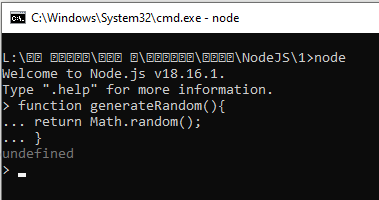 C:\Windows\System32\cmd.exe - node
L:\ \ \ \NodeJS\1>node
Welcome to Node.js v18.16.1.
Type ".help" for more information.
> function generateRandom(){
... return Math.random();
... }
undefined
>